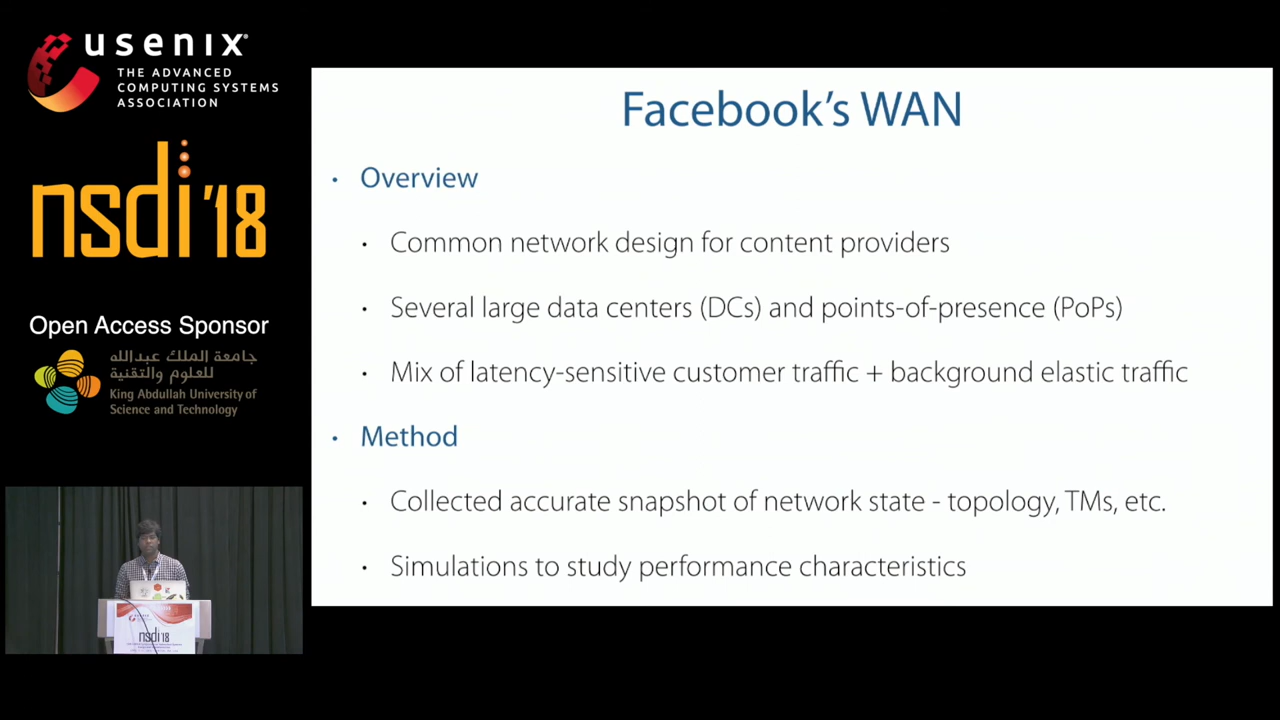 usenix
THE ADVANCED
COMPUTING SYSTEMS
ASSOCIATION
nsdi '18
Open Access Sponsor
جامعة الملك عبدالله
للعلوم والتقنية
King Abdullah University of
Science and Technology
Facebook's WAN
• Overview
• Common network design for content providers
• Several large data centers (DCs) and points-of-presence (PoPs)
• Mix of latency-sensitive customer traffic + background elastic traffic
• Method
• Collected accurate snapshot of network state - topology, TMs, etc.
• Simulations to study performance characteristics
usenix
nsdi '18